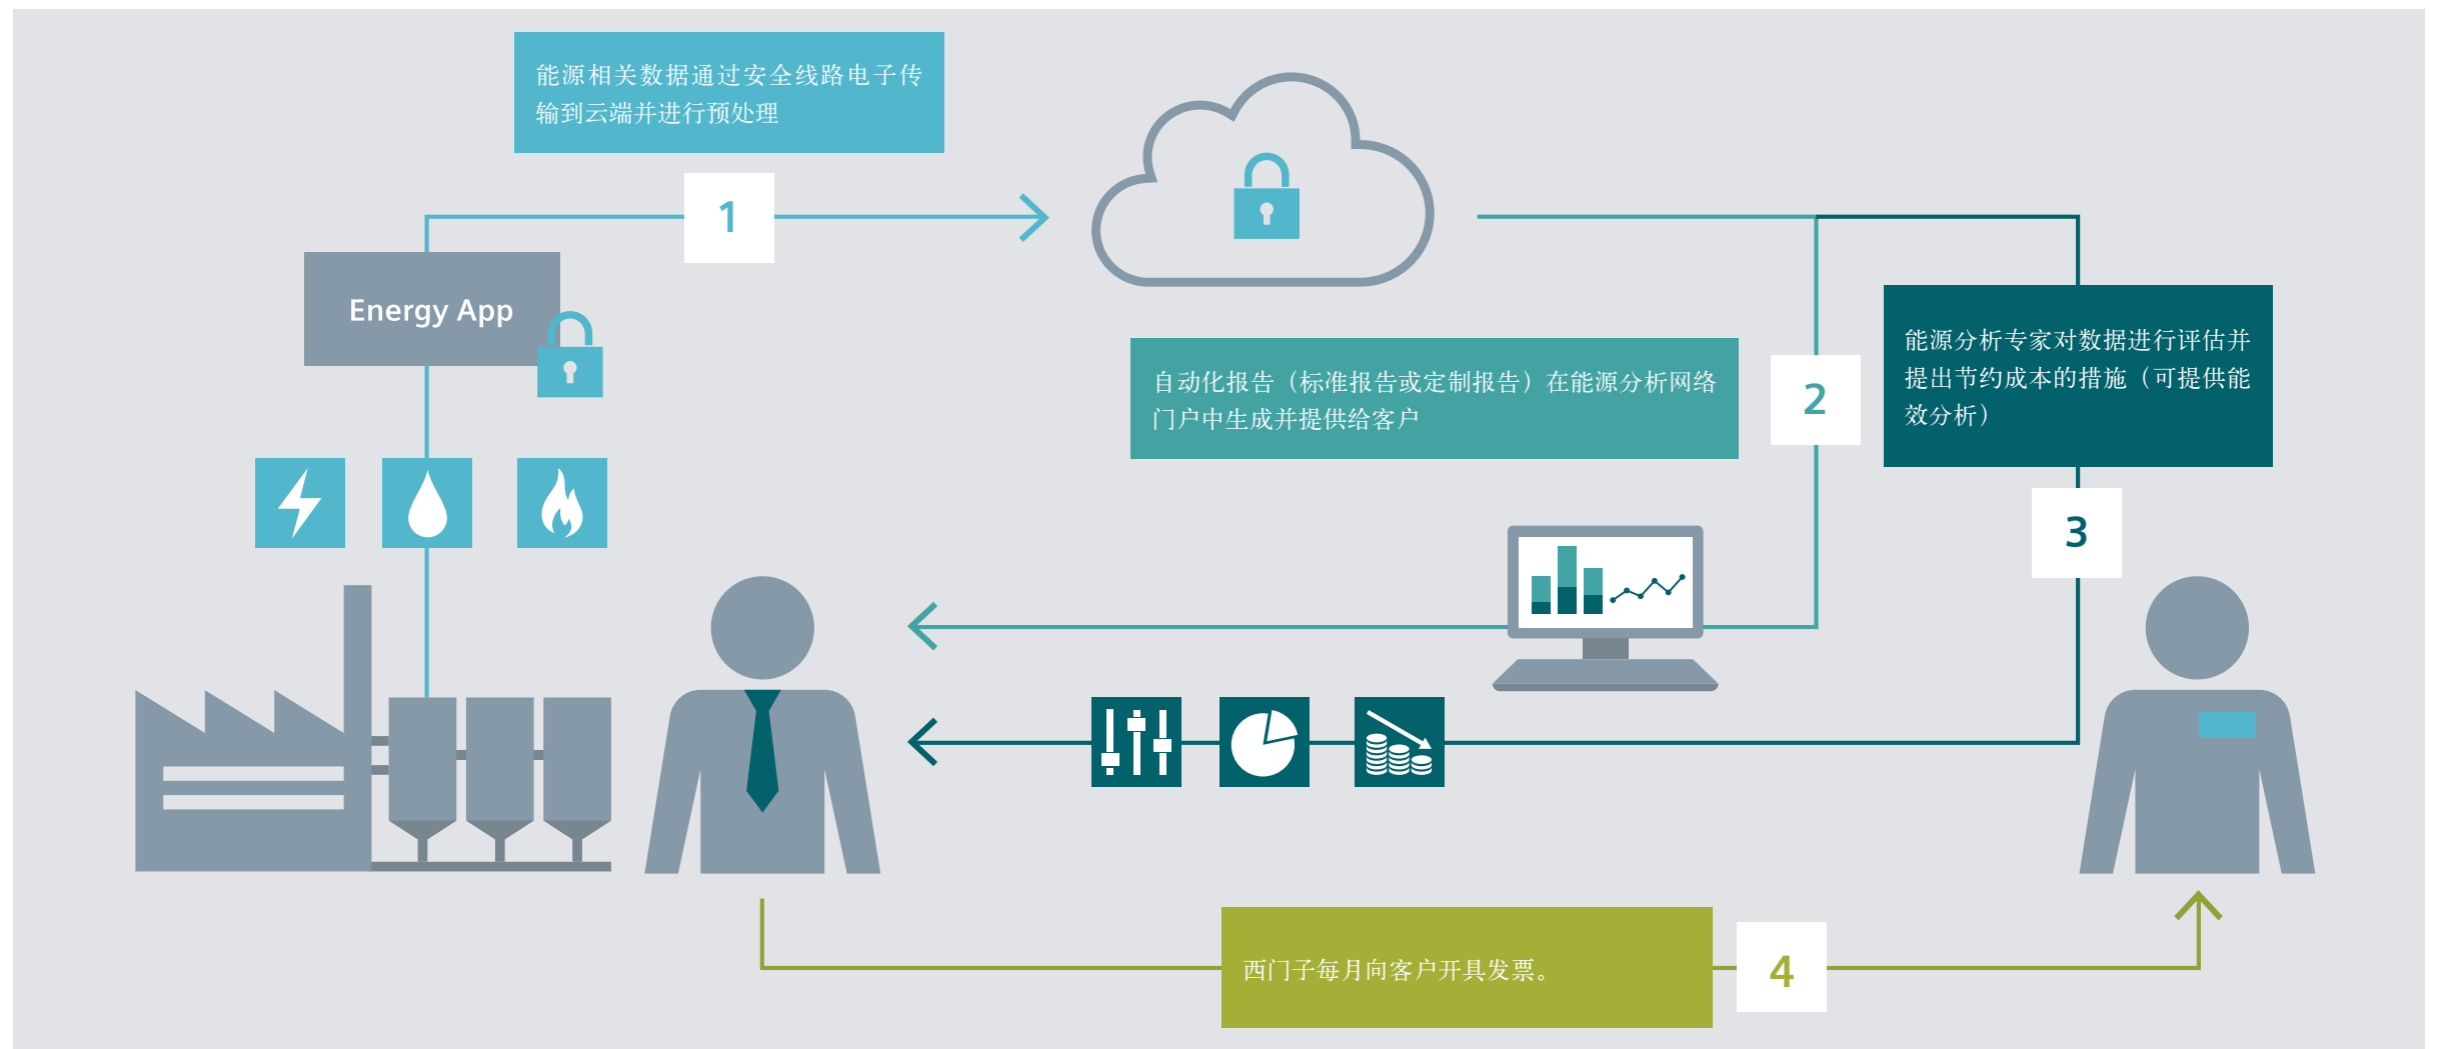 能源相关数据通过安全线路电子传
输到云端并进行预处理
1
Energy App
自动化报告（标准报告或定制报告）在能源分析网络
门户中生成并提供给客户
2
能源分析专家对数据进行评估并
提出节约成本的措施（可提供能
效分析）
3
西门子每月向客户开具发票。
4